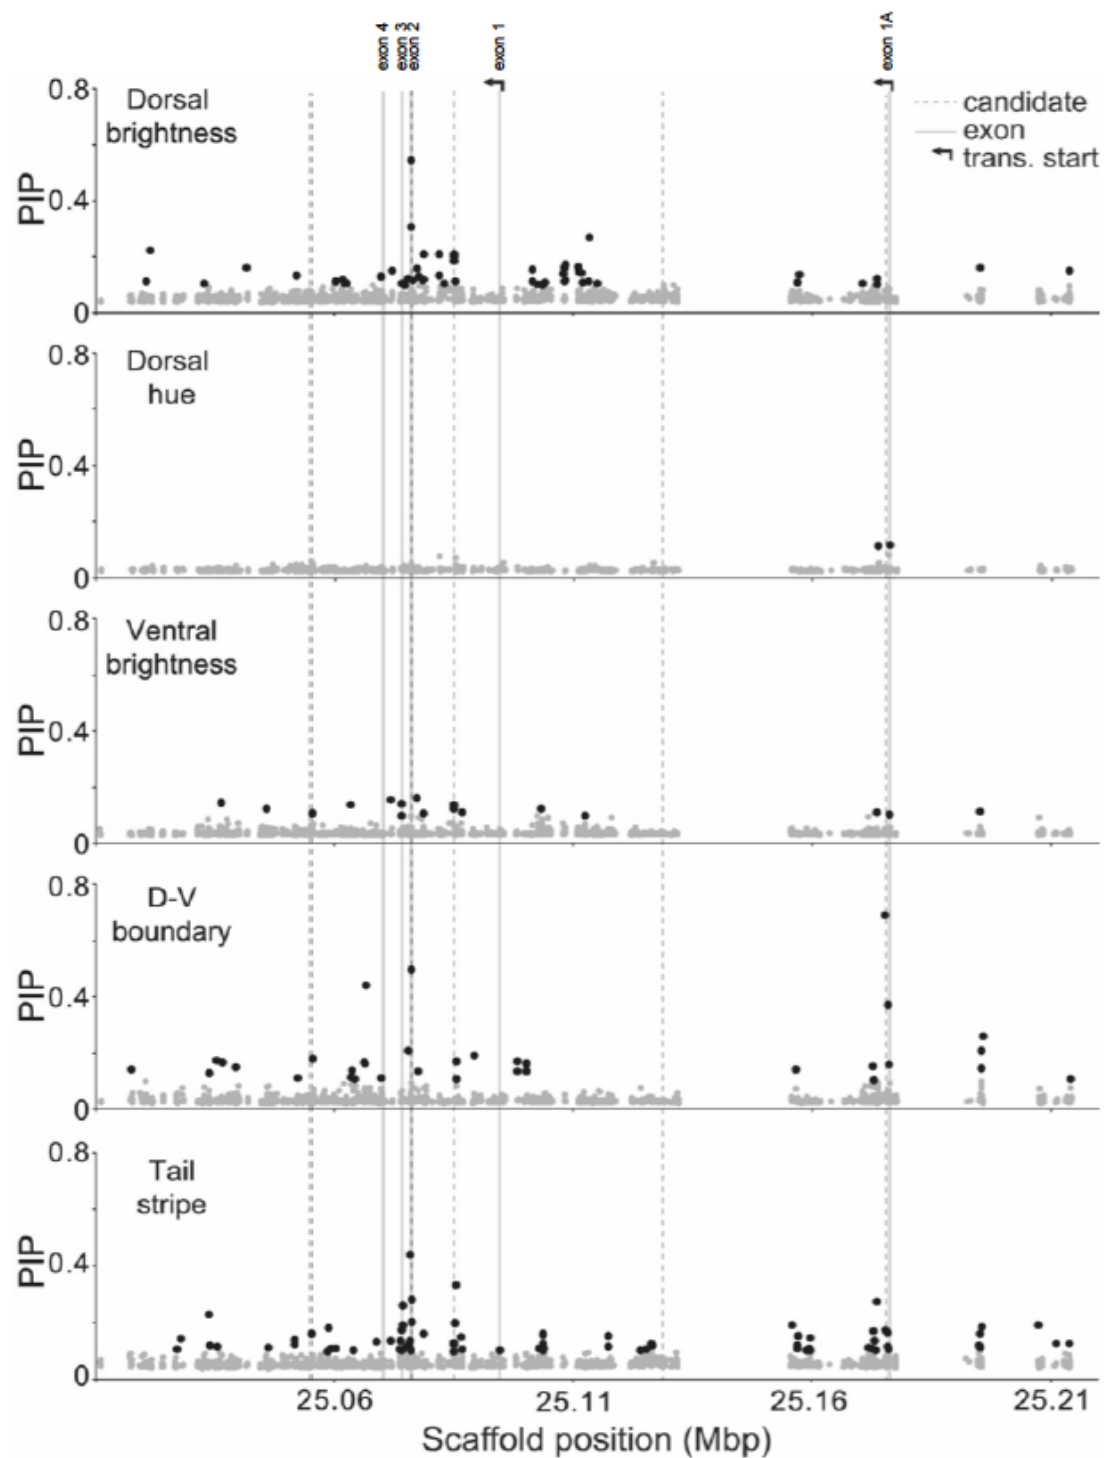 exon 4
exon 3
exon 2
exon 1
exon 1A
0.8
Dorsal
brightness
candidate
exon
trans. start
PIP
0.4
0
0.8
Dorsal
hue
PIP
0.4
0
0.8
Ventral
brightness
PIP
0.4
0
0.8
D-V
boundary
PIP
0.4
0
0.8
Tail
stripe
PIP
0.4
0
25.06 25.11 25.16 25.21
Scaffold position (Mbp)